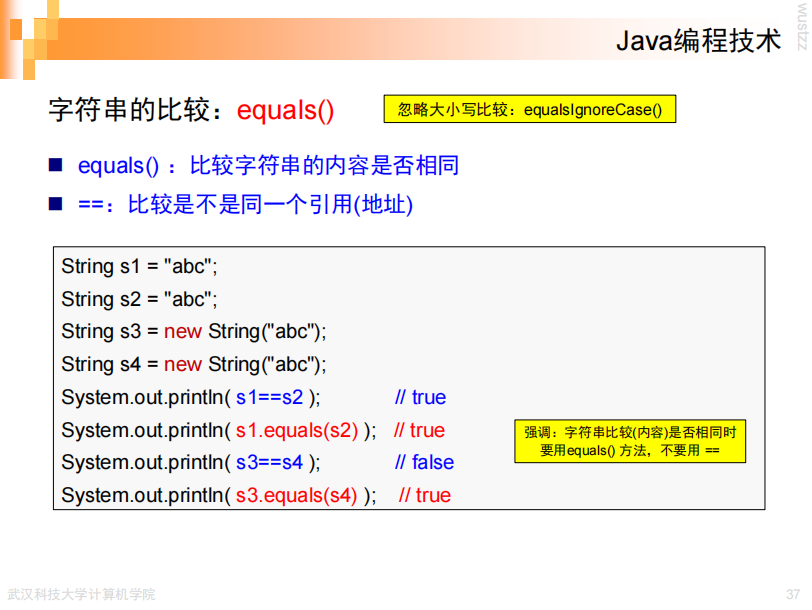 wustzz
Java编程技术
字符串的比较：equals()
忽略大小写比较：equalsIgnoreCase()
equals() ：比较字符串的内容是否相同
==：比较是不是同一个引用(地址)
String s1 = "abc";
String s2 = "abc";
String s3 = new String("abc");
String s4 = new String("abc");
System.out.println( s1==s2 ); // true
System.out.println( s1.equals(s2) ); // true
System.out.println( s3==s4 ); // false
System.out.println( s3.equals(s4) ); // true
强调：字符串比较(内容)是否相同时
要用equals() 方法，不要用 ==
武汉科技大学计算机学院
37